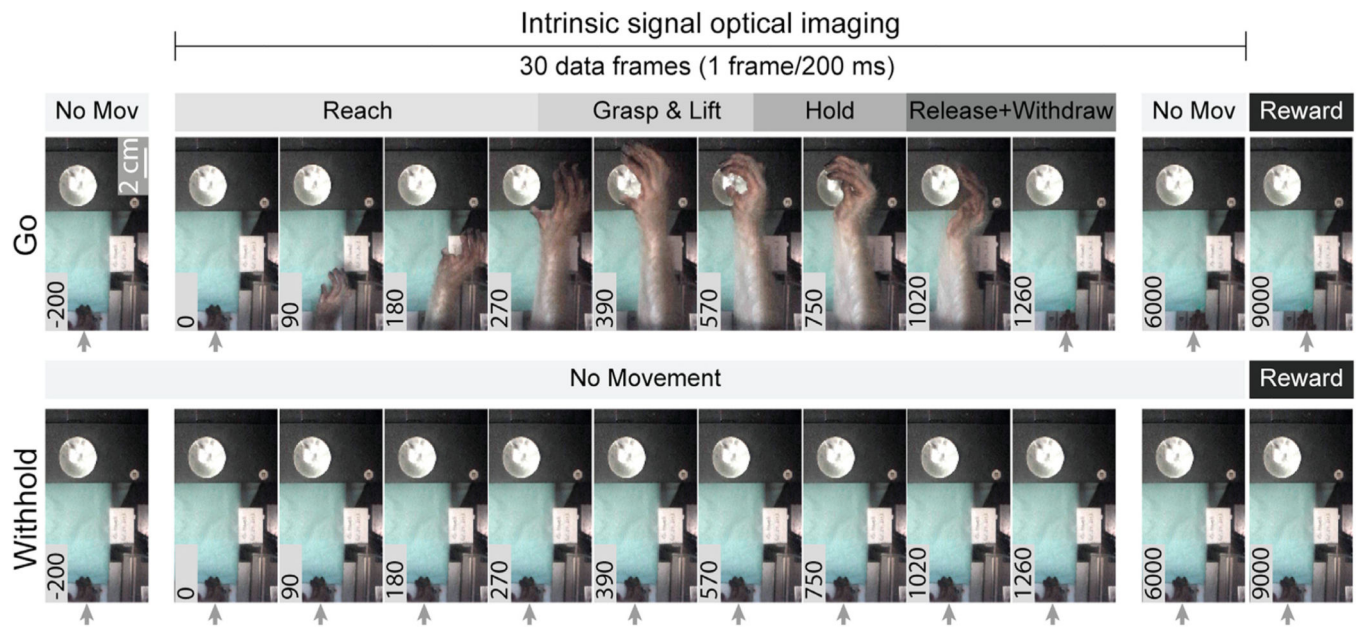 Intrinsic signal optical imaging
30 data frames (1 frame/200 ms)
No Mov Reach Grasp & Lift Hold Release+Withdraw No Mov Reward
Go
2 cm
-200 0 90 180 270 390 570 750 1020 1260 6000 9000
No Movement Reward
Withhold
-200 0 90 180 270 390 570 750 1020 1260 6000 9000